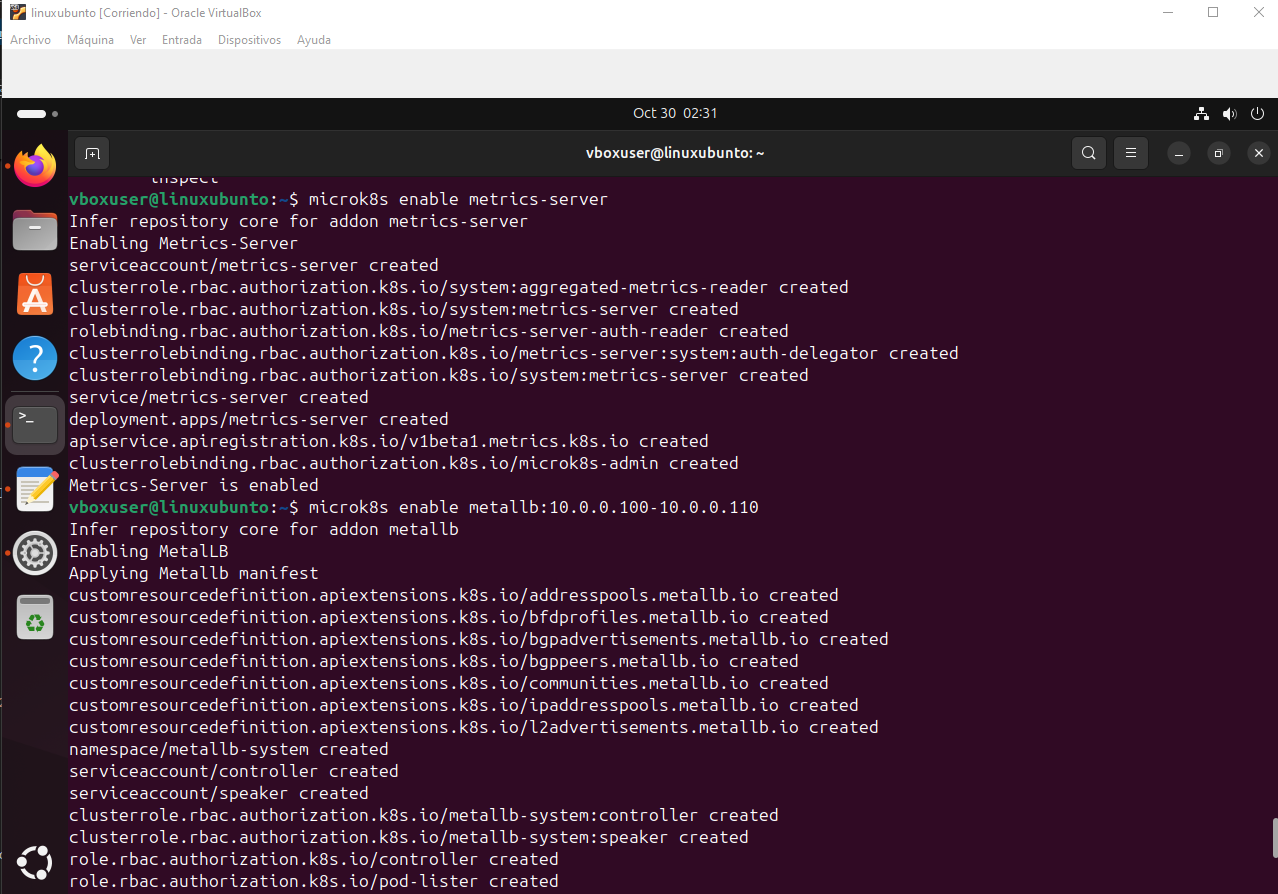 linuxubunto [Corriendo] - Oracle VirtualBox
Archivo Máquina Ver Entrada Dispositivos Ayuda
Oct 30 02:31
vboxuser@linuxubunto: ~
inspect
vboxuser@linuxubunto:~$ microk8s enable metrics-server
Infer repository core for addon metrics-server
Enabling Metrics-Server
serviceaccount/metrics-server created
clusterrole.rbac.authorization.k8s.io/system:aggregated-metrics-reader created
clusterrole.rbac.authorization.k8s.io/system:metrics-server created
rolebinding.rbac.authorization.k8s.io/metrics-server-auth-reader created
clusterrolebinding.rbac.authorization.k8s.io/metrics-server:system:auth-delegator created
clusterrolebinding.rbac.authorization.k8s.io/system:metrics-server created
service/metrics-server created
deployment.apps/metrics-server created
apiservice.apiregistration.k8s.io/v1beta1.metrics.k8s.io created
clusterrolebinding.rbac.authorization.k8s.io/microk8s-admin created
Metrics-Server is enabled
vboxuser@linuxubunto:~$ microk8s enable metallb:10.0.0.100-10.0.0.110
Infer repository core for addon metallb
Enabling MetalLB
Applying Metallb manifest
customresourcedefinition.apiextensions.k8s.io/addresspools.metallb.io created
customresourcedefinition.apiextensions.k8s.io/bfdprofiles.metallb.io created
customresourcedefinition.apiextensions.k8s.io/bgpadvertisements.metallb.io created
customresourcedefinition.apiextensions.k8s.io/bgppeers.metallb.io created
customresourcedefinition.apiextensions.k8s.io/communities.metallb.io created
customresourcedefinition.apiextensions.k8s.io/ipaddresspools.metallb.io created
customresourcedefinition.apiextensions.k8s.io/l2advertisements.metallb.io created
namespace/metallb-system created
serviceaccount/controller created
serviceaccount/speaker created
clusterrole.rbac.authorization.k8s.io/metallb-system:controller created
clusterrole.rbac.authorization.k8s.io/metallb-system:speaker created
role.rbac.authorization.k8s.io/controller created
role.rbac.authorization.k8s.io/pod-lister created